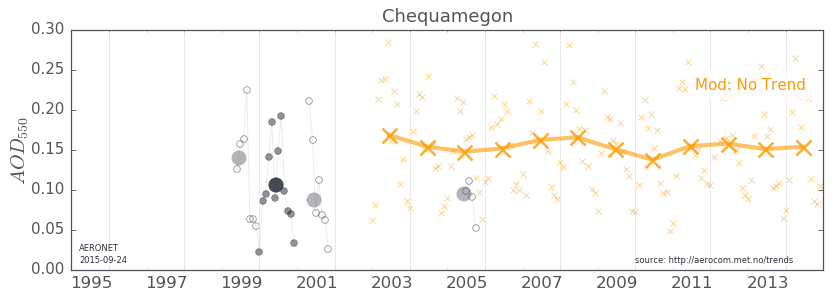 Chequamegon
0.30
0.25
0.20
0.15
0.10
0.05
0.00
AOD550
Mod: No Trend
AERONET
2015-09-24
source: http://aerocom.met.no/trends
1995 1997 1999 2001 2003 2005 2007 2009 2011 2013